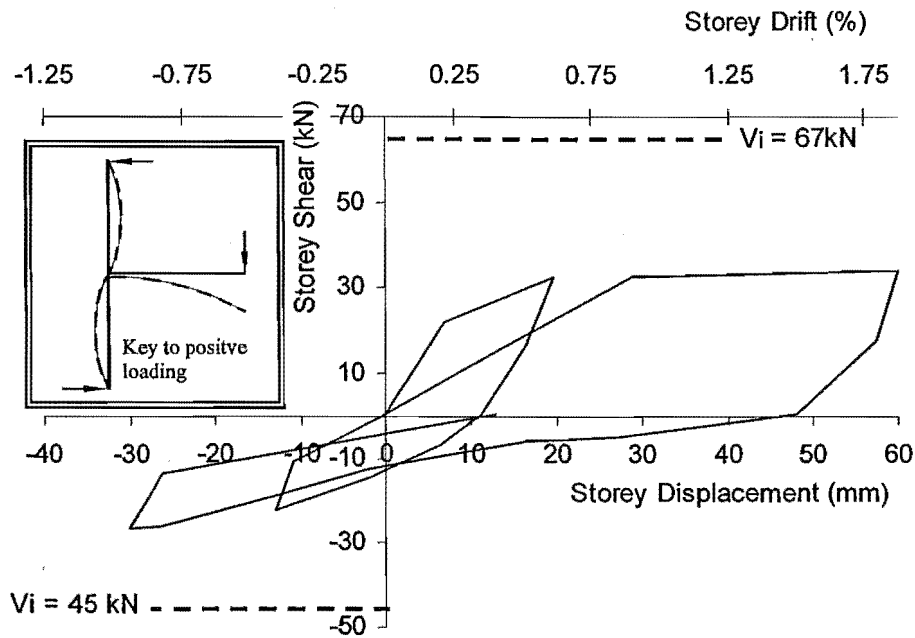 Storey Drift (%)
-1.25 -0.75 -0.25 0.25 0.75 1.25 1.75
70
Vi = 67kN
Storey Shear (kN)
50
30
Key to positve
loading
10
-40 -30 -20 -10 -10 0 10 20 30 40 50 60
Storey Displacement (mm)
-30
Vi = 45 kN
-50